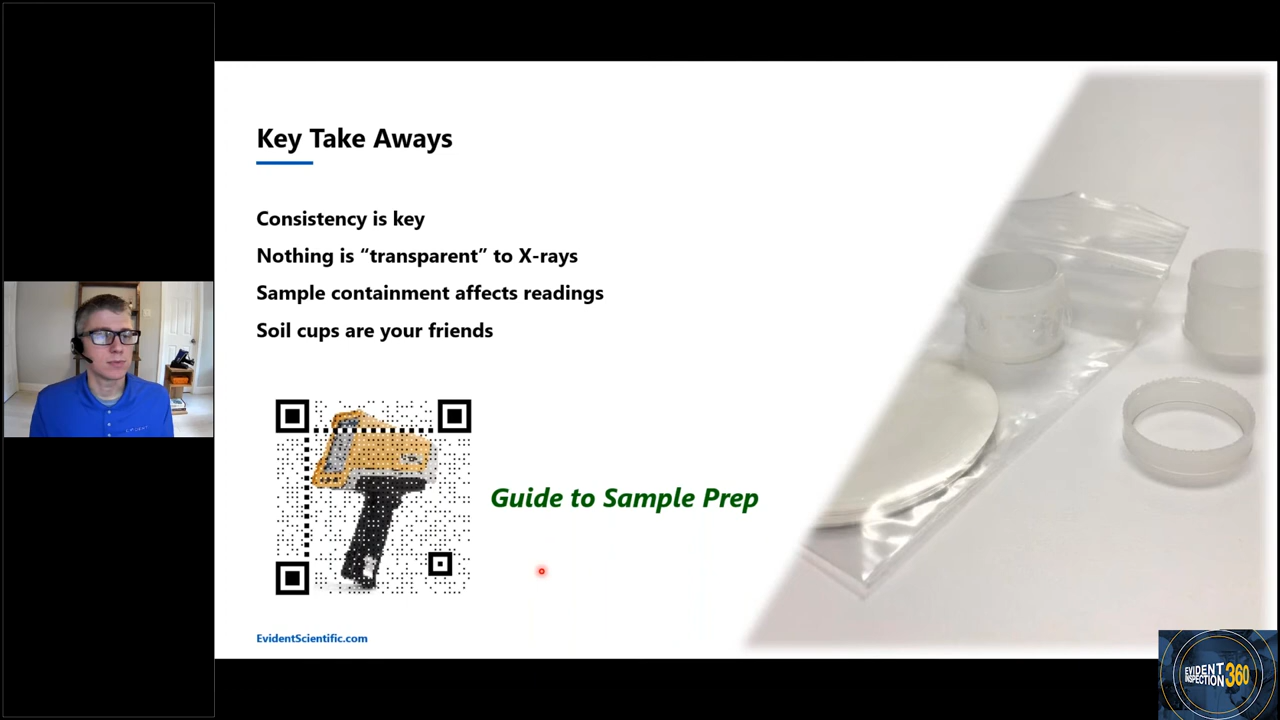 Key Take Aways
Consistency is key
Nothing is “transparent” to X-rays
Sample containment affects readings
Soil cups are your friends
Guide to Sample Prep
EvidentScientific.com
EVIDENT
INSPECTION 360